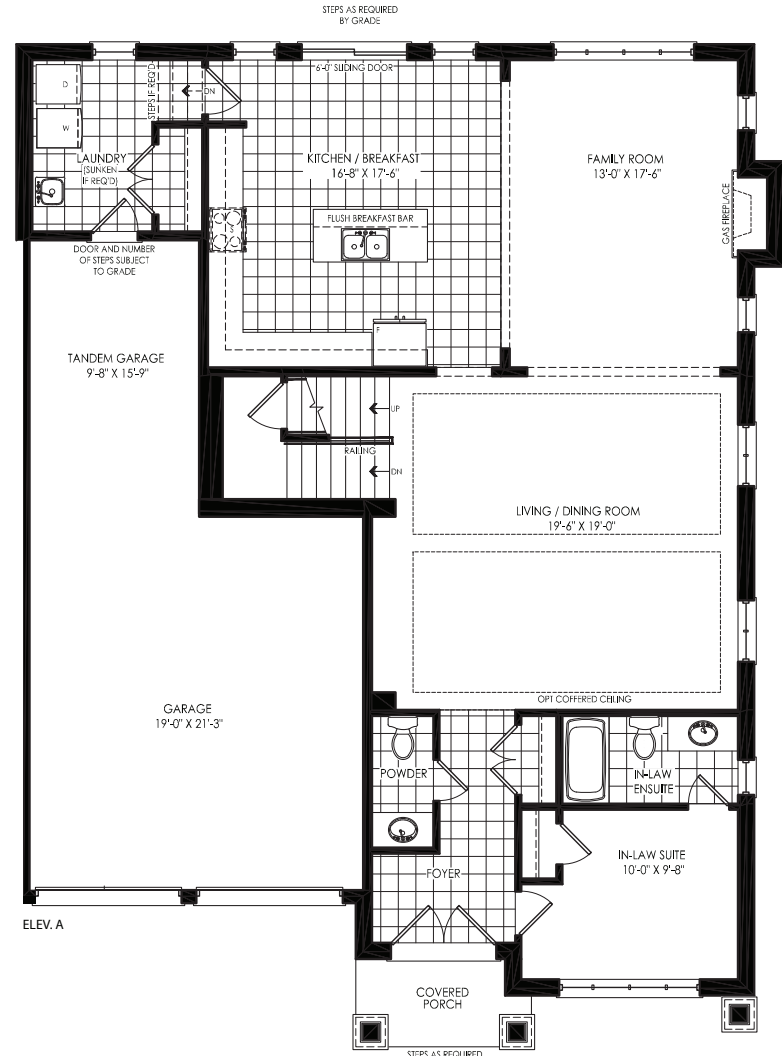 STEPS AS REQUIRED
BY GRADE
6'-0" SLIDING DOOR
D
STEPS IF REQ'D
DN
W
LAUNDRY
(SUNKEN
IF REQ'D)
KITCHEN / BREAKFAST
16'-8" X 17'-6"
FAMILY ROOM
13'-0" X 17'-6"
GAS FIREPLACE
FLUSH BREAKFAST BAR
S
DOOR AND NUMBER
OF STEPS SUBJECT
TO GRADE
F
TANDEM GARAGE
9'-8" X 15'-9"
UP
RAILING
DN
LIVING / DINING ROOM
19'-6" X 19'-0"
OPT COFFERED CEILING
GARAGE
19'-0" X 21'-3"
POWDER
IN-LAW
ENSUITE
IN-LAW SUITE
10'-0" X 9'-8"
FOYER
ELEV. A
COVERED
PORCH
STEPS AS REQUIRED